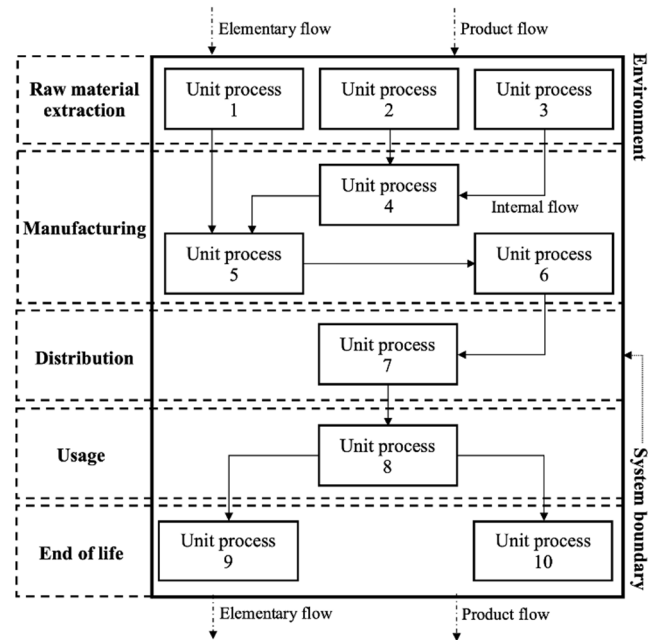 Elementary flow
Product flow
Environment
Raw material
extraction
Unit process
1
Unit process
2
Unit process
3
Manufacturing
Unit process
4
Internal flow
Unit process
5
Unit process
6
Distribution
Unit process
7
System boundary
Usage
Unit process
8
End of life
Unit process
9
Unit process
10
Elementary flow
Product flow